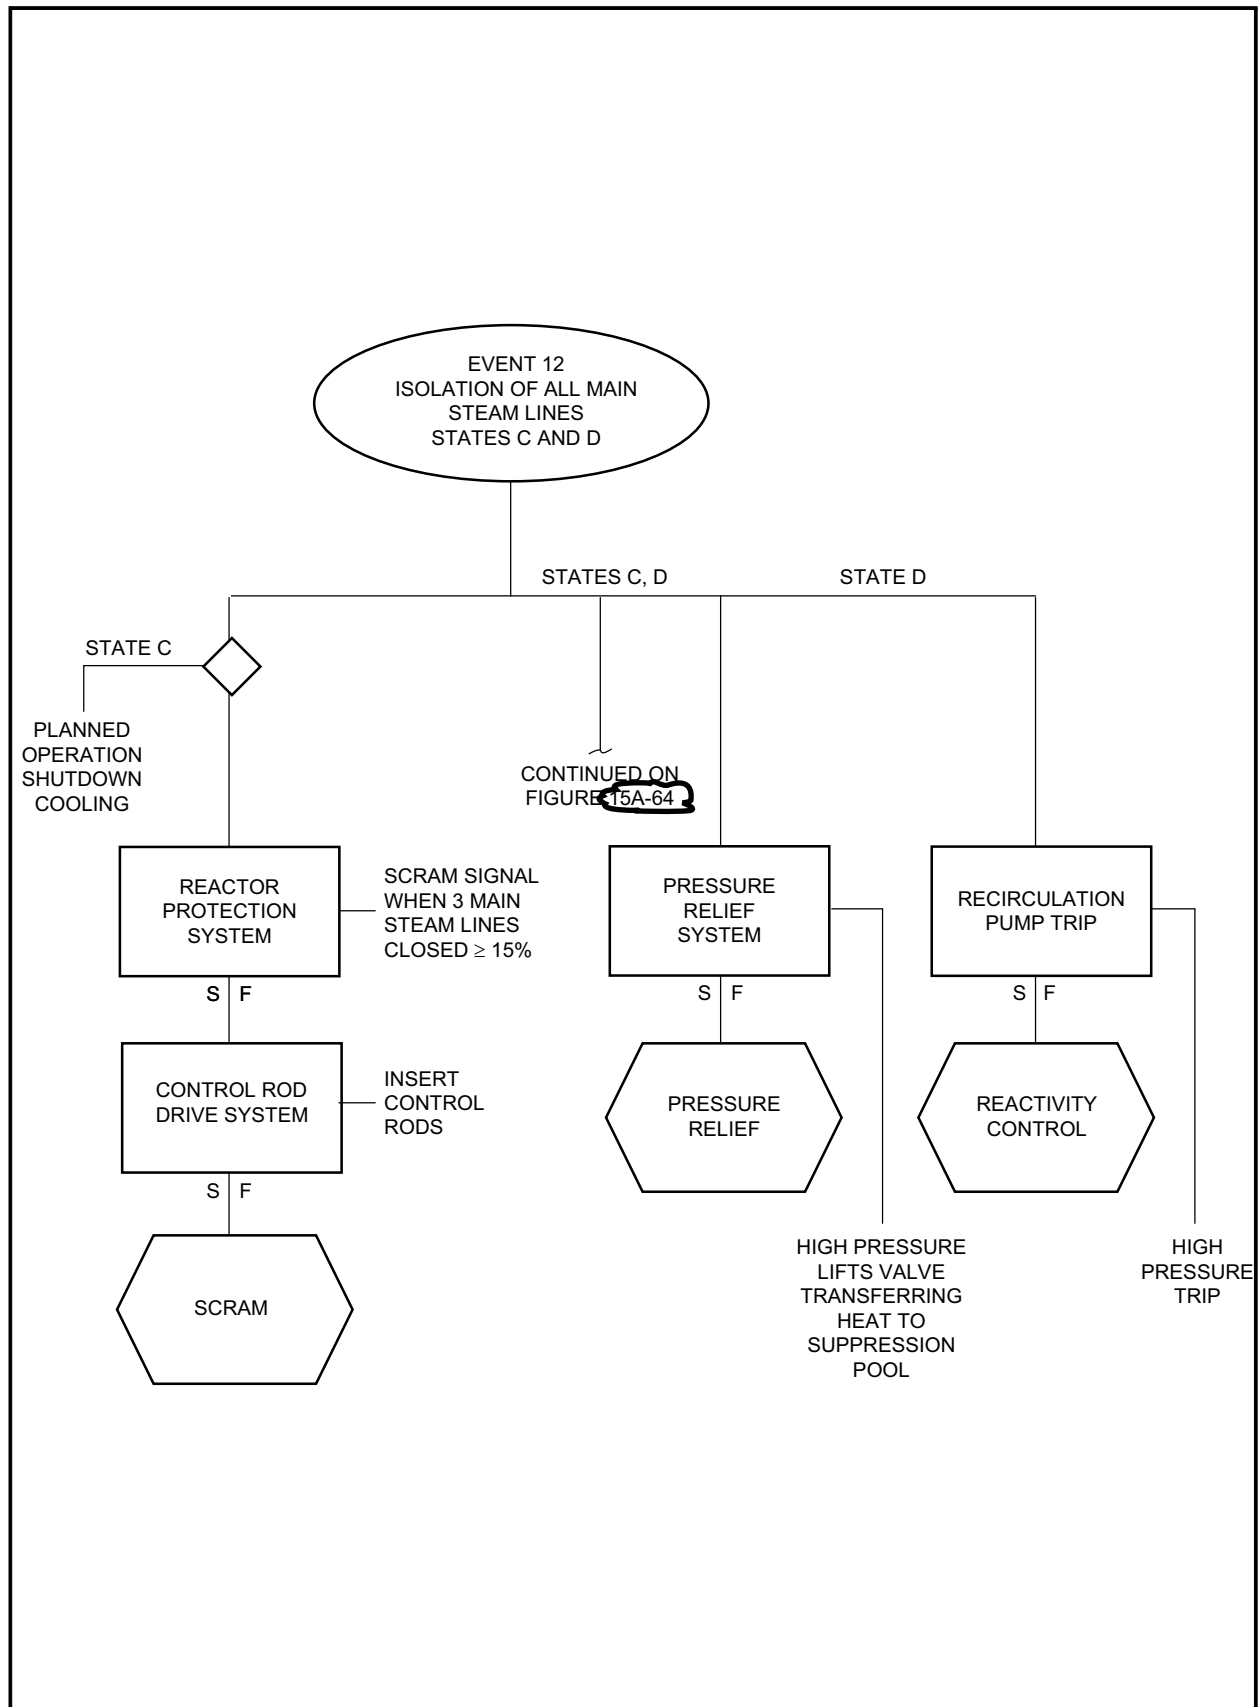 EVENT 12
ISOLATION OF ALL MAIN
STEAM LINES
STATES C AND D
STATES C, D
STATE D
STATE C
PLANNED
OPERATION
SHUTDOWN
COOLING
CONTINUED ON
FIGURE 15A-64
REACTOR
PROTECTION
SYSTEM
SCRAM SIGNAL
WHEN 3 MAIN
STEAM LINES
CLOSED ≥ 15%
PRESSURE
RELIEF
SYSTEM
RECIRCULATION
PUMP TRIP
S F
S F
S F
CONTROL ROD
DRIVE SYSTEM
INSERT
CONTROL
RODS
PRESSURE
RELIEF
REACTIVITY
CONTROL
S F
SCRAM
HIGH PRESSURE
LIFTS VALVE
TRANSFERRING
HEAT TO
SUPPRESSION
POOL
HIGH
PRESSURE
TRIP